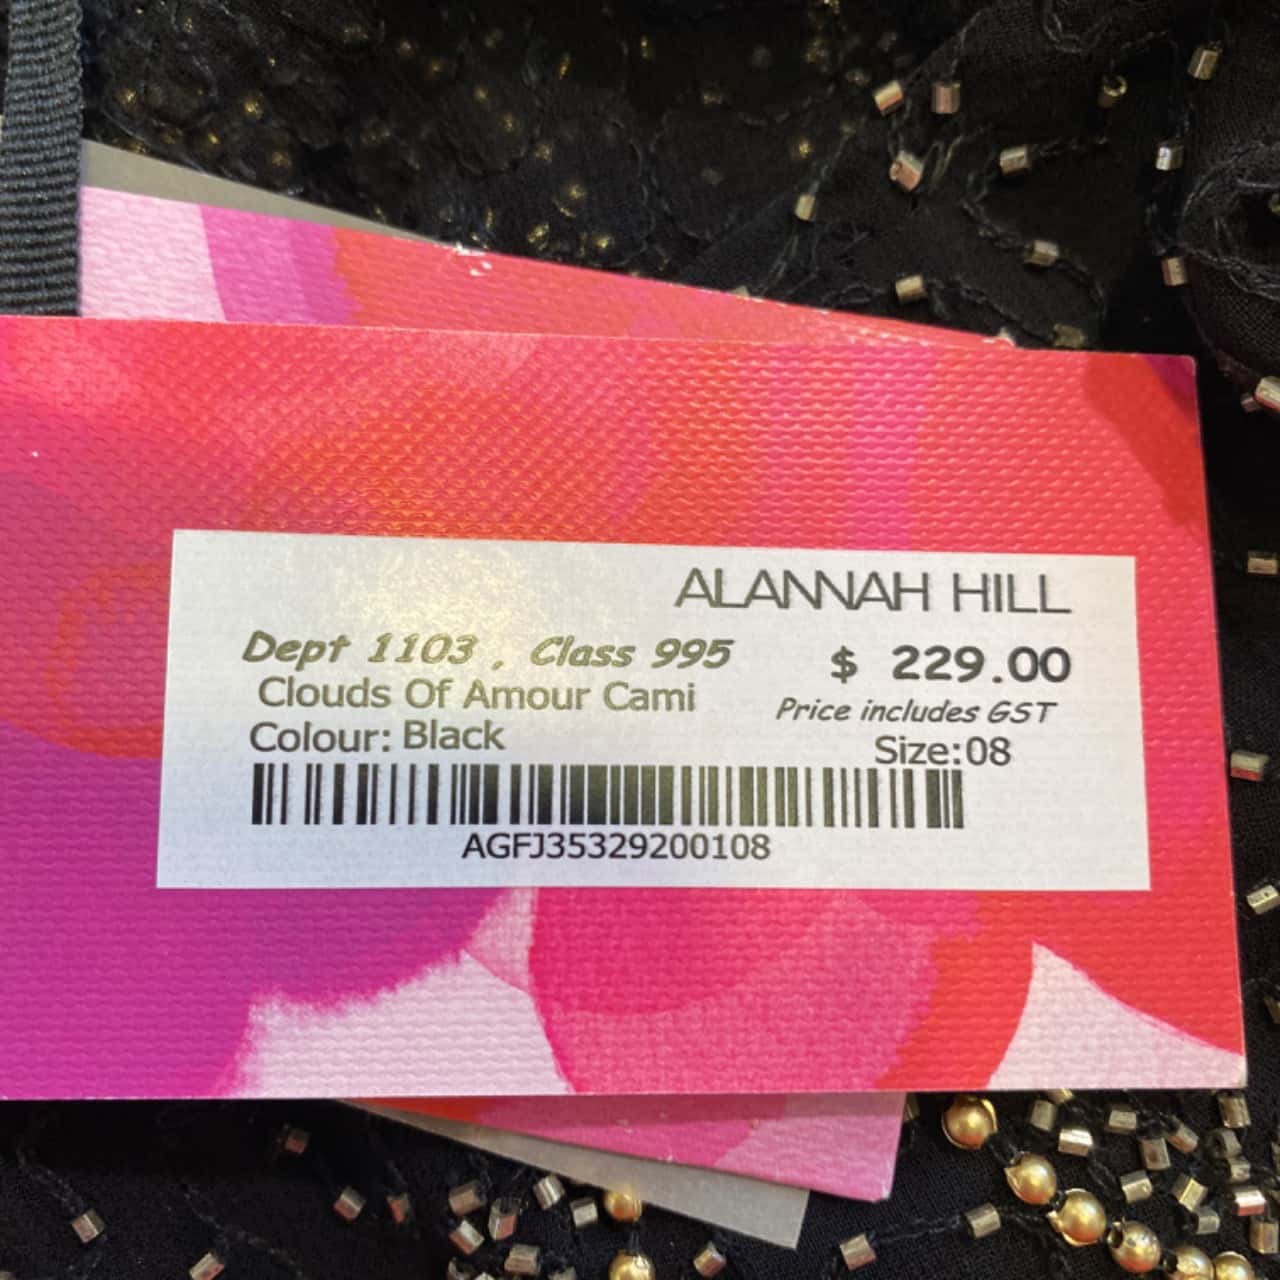 ALANNAH HILL
Dept 1103 , Class 995 $ 229.00
Clouds Of Amour Cami Price includes GST
Colour: Black Size:08
AGFJ35329200108